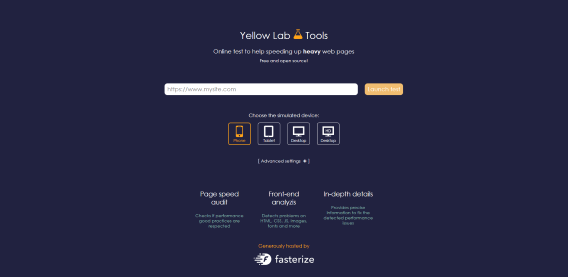 Yellow Lab Tools
Online test to help speeding up heavy web pages
Free and open source!
https://www.mysite.com
Launch test
Choose the simulated device:
Phone
Tablet
Desktop
HD
Desktop
[ Advanced settings + ]
Page speed audit
Checks if performance good practices are respected
Front-end analyzis
Detects problems on HTML, CSS, JS, images, fonts and more
In-depth details
Provides precise information to fix the detected performance issues
Generously hosted by
fasterize